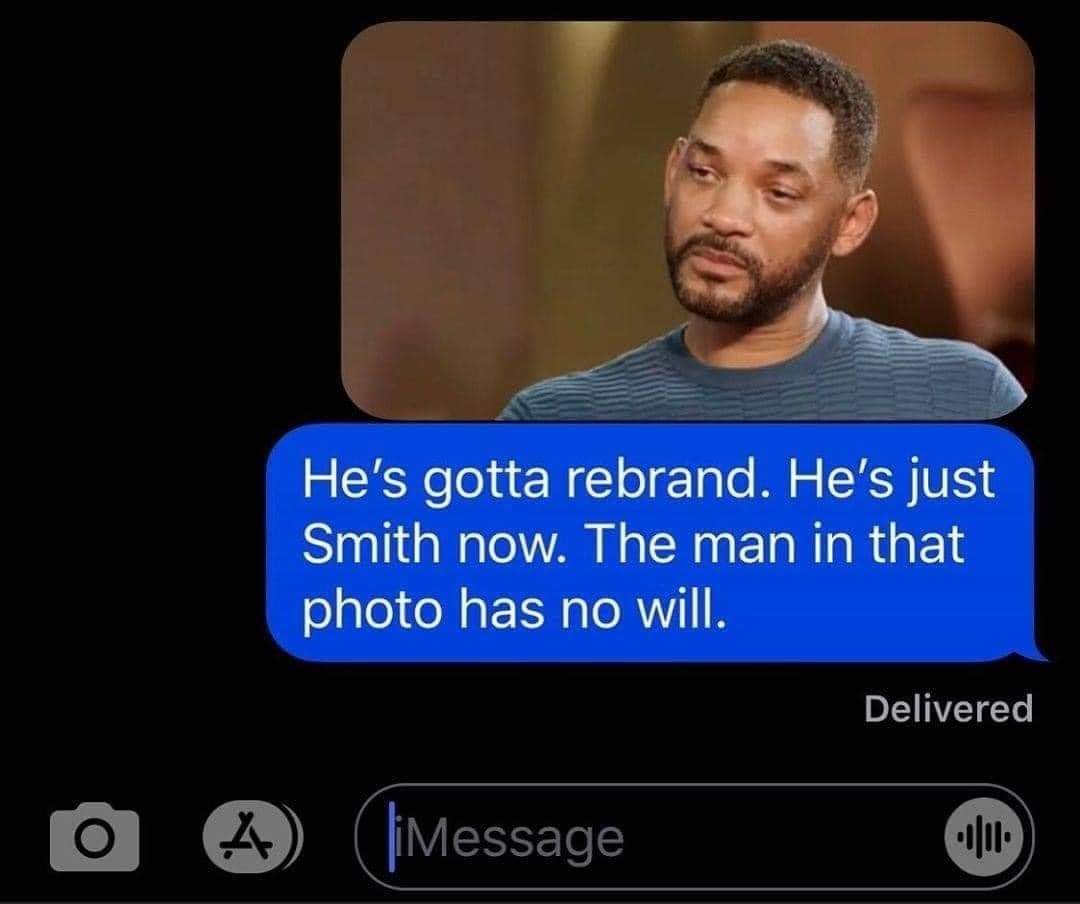 He’s gotta rebrand. He’s just
Smith now. The man in that
photo has no will.
Delivered
iMessage